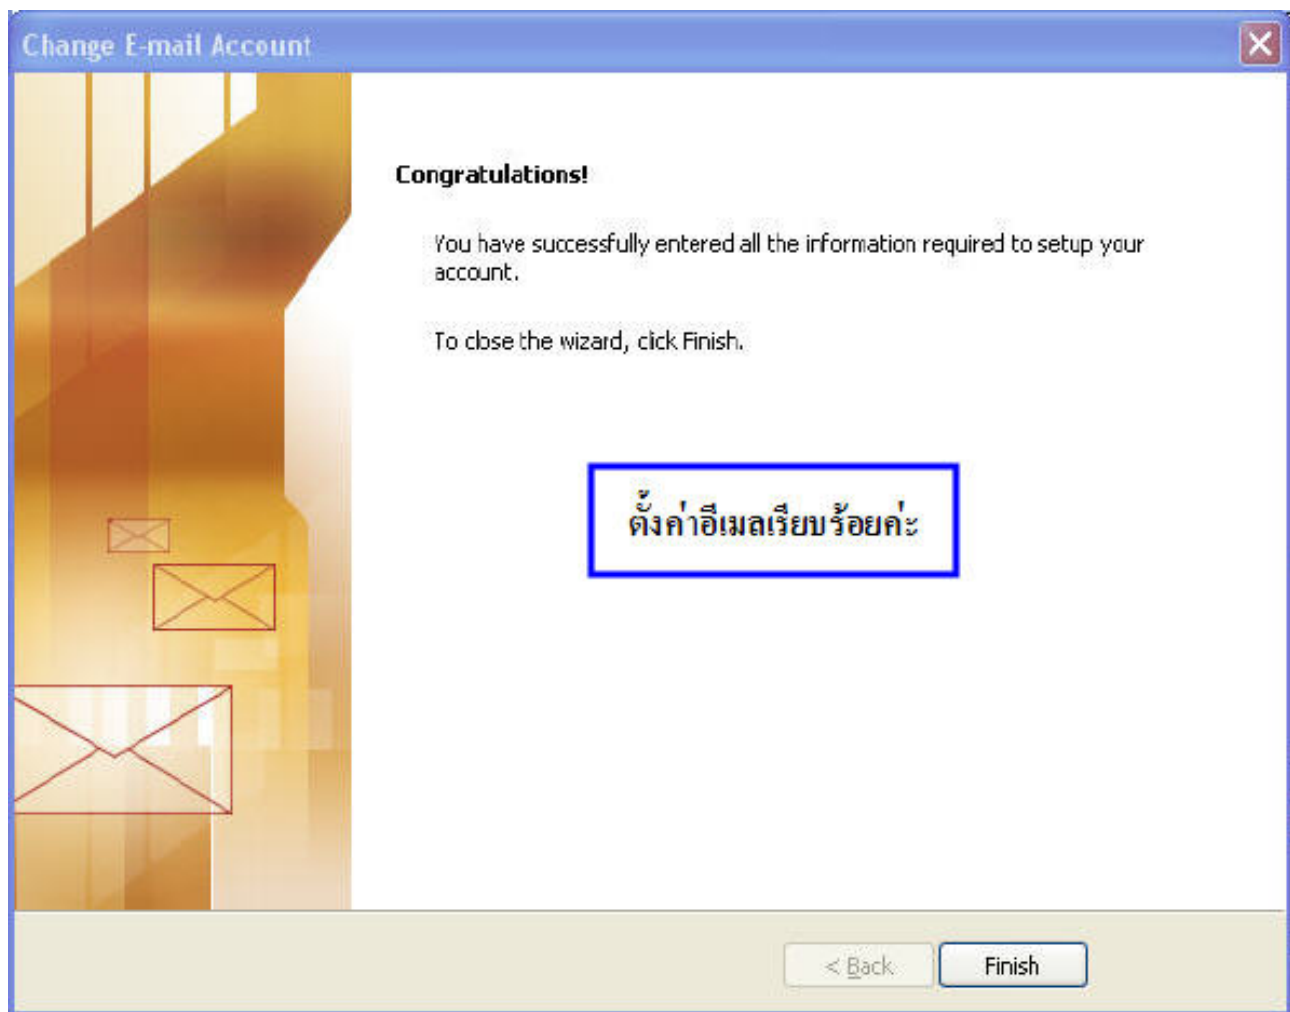 Change E-mail Account
Congratulations!
You have successfully entered all the information required to setup your
account.
To close the wizard, click Finish.
ตั้งค่าอีเมลเรียบร้อยค่ะ
< Back
Finish